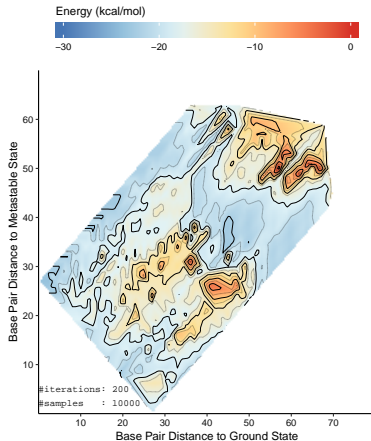 Energy (kcal/mol)
−30 −20 −10 0
Base Pair Distance to Metastable State
60
50
40
30
20
10
#iterations: 200
#samples   : 10000
10 20 30 40 50 60 70
Base Pair Distance to Ground State